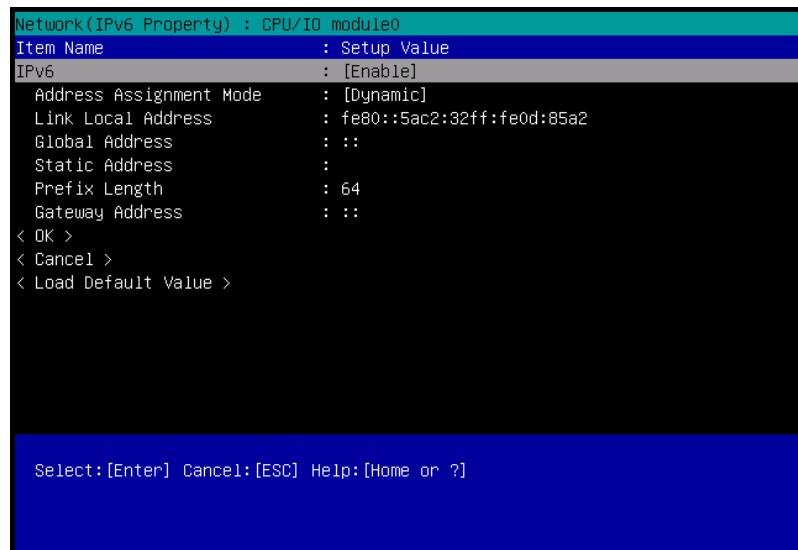 Network(IPv6 Property) : CPU/IO module0
Item Name : Setup Value
IPv6 : [Enable]
Address Assignment Mode : [Dynamic]
Link Local Address : fe80::5ac2:32ff:fe0d:85a2
Global Address : ::
Static Address :
Prefix Length : 64
Gateway Address : ::
< OK >
< Cancel >
< Load Default Value >
Select:[Enter] Cancel:[ESC] Help:[Home or ?]